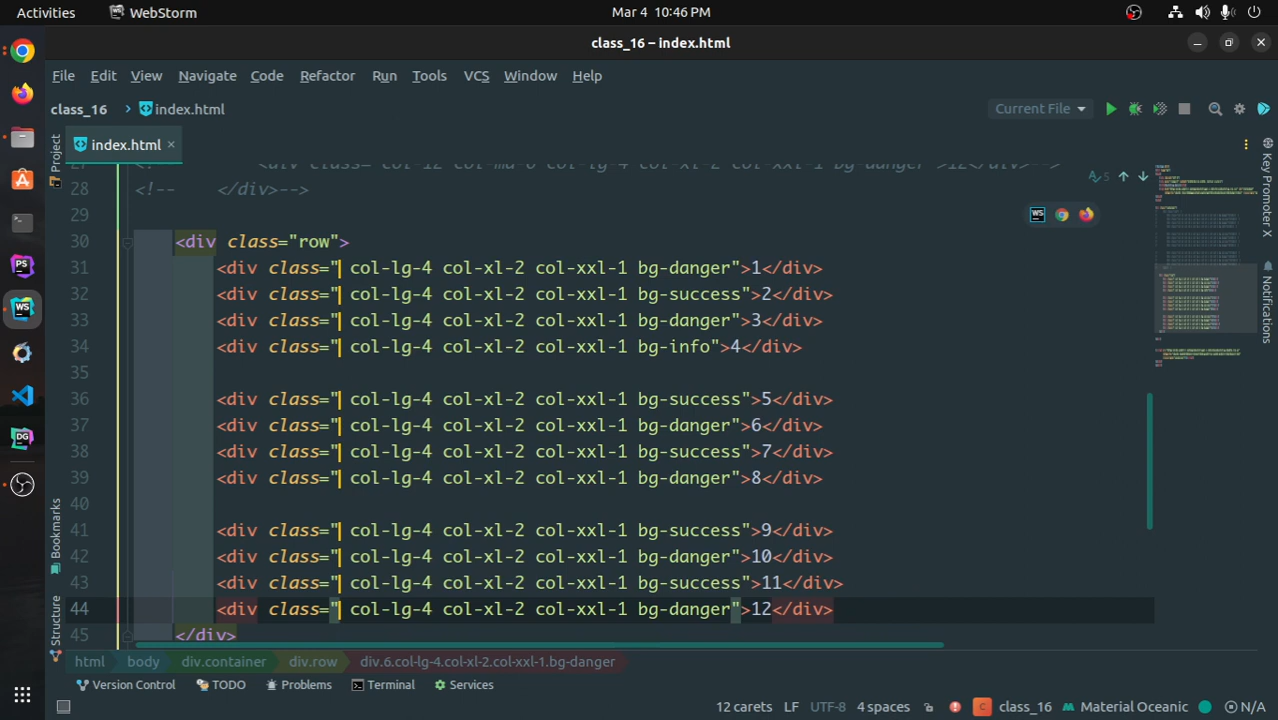 Activities WebStorm Mar 4 10:46 PM
class_16 – index.html
File Edit View Navigate Code Refactor Run Tools VCS Window Help
class_16 index.html Current File
Project
index.html
28 <!-- </div>-->
5
29
30 <div class="row">
31 <div class=" col-lg-4 col-xl-2 col-xxl-1 bg-danger">1</div>
32 <div class=" col-lg-4 col-xl-2 col-xxl-1 bg-success">2</div>
33 <div class=" col-lg-4 col-xl-2 col-xxl-1 bg-danger">3</div>
34 <div class=" col-lg-4 col-xl-2 col-xxl-1 bg-info">4</div>
35
36 <div class=" col-lg-4 col-xl-2 col-xxl-1 bg-success">5</div>
37 <div class=" col-lg-4 col-xl-2 col-xxl-1 bg-danger">6</div>
38 <div class=" col-lg-4 col-xl-2 col-xxl-1 bg-success">7</div>
39 <div class=" col-lg-4 col-xl-2 col-xxl-1 bg-danger">8</div>
40
41 <div class=" col-lg-4 col-xl-2 col-xxl-1 bg-success">9</div>
42 <div class=" col-lg-4 col-xl-2 col-xxl-1 bg-danger">10</div>
43 <div class=" col-lg-4 col-xl-2 col-xxl-1 bg-success">11</div>
44 <div class=" col-lg-4 col-xl-2 col-xxl-1 bg-danger">12</div>
45 </div>
Key Promoter X
Notifications
Bookmarks
Structure
html body div.container div.row div.6.col-lg-4.col-xl-2.col-xxl-1.bg-danger
Version Control TODO Problems Terminal Services
12 carets LF UTF-8 4 spaces class_16 Material Oceanic N/A